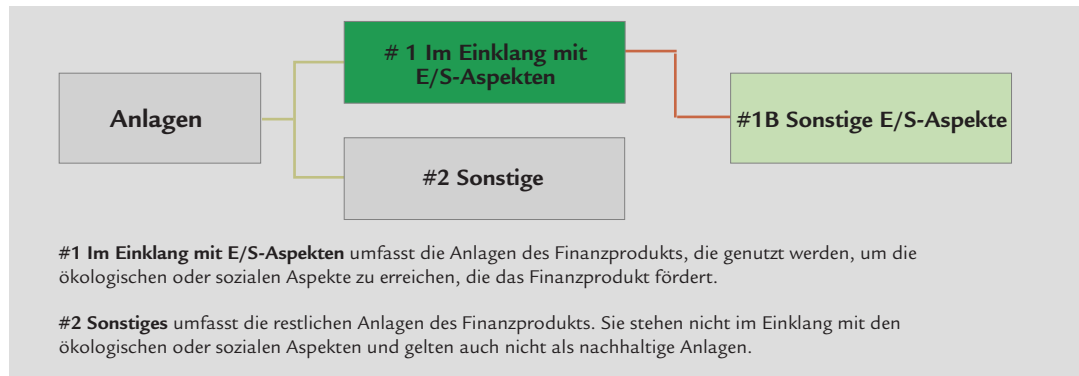 # 1 Im Einklang mit
E/S-Aspekten
Anlagen
#1B Sonstige E/S-Aspekte
#2 Sonstige
#1 Im Einklang mit E/S-Aspekten umfasst die Anlagen des Finanzprodukts, die genutzt werden, um die
ökologischen oder sozialen Aspekte zu erreichen, die das Finanzprodukt fördert.
#2 Sonstiges umfasst die restlichen Anlagen des Finanzprodukts. Sie stehen nicht im Einklang mit den
ökologischen oder sozialen Aspekten und gelten auch nicht als nachhaltige Anlagen.